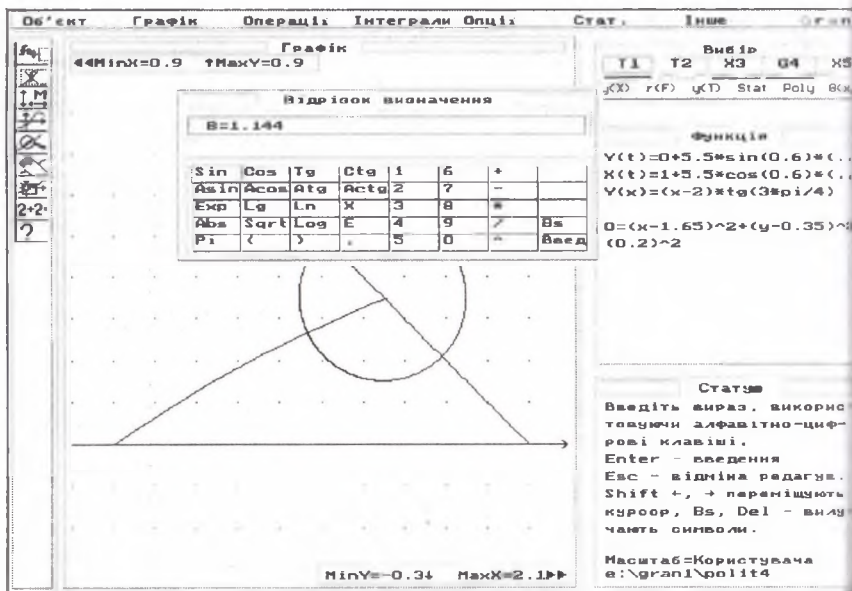 Об'єкт Графік Операції Інтеграли Опції Стат. Інше Gran
Графік
MinX=0.9 ↑MaxY=0.9
Відрізок визначення
B=1.144
Sin Cos Tg Ctg 1 6 +
Asin Acos Atg Actg 2 7 -
Exp Lg Ln X 3 8 *
Abs Sqrt Log E 4 9 / Bs
Pi ( ) . 5 0 ^ Введ
2+2
?
MinY=-0.3↓ MaxX=2.1
Вибір
T1 T2 X3 G4 X5
y(X) r(F) y(T) Stat Poly
Функція
Y(t)=0+5.5*sin(0.6)*(..
X(t)=1+5.5*cos(0.6)*(..
Y(x)=(x-2)*tg(3*pi/4)
0=(x-1.65)^2+(y-0.35)^
(0.2)^2
Статус
Введіть вираз, викорис
товуючи алфавітно-циф-
рові клавіші.
Enter - введення
Esc - відміна редагув.
Shift ←, → переміщують
курсор, Bs, Del - вилу
чають символи.
Масштаб=Користувача
e:\gran1\polit4